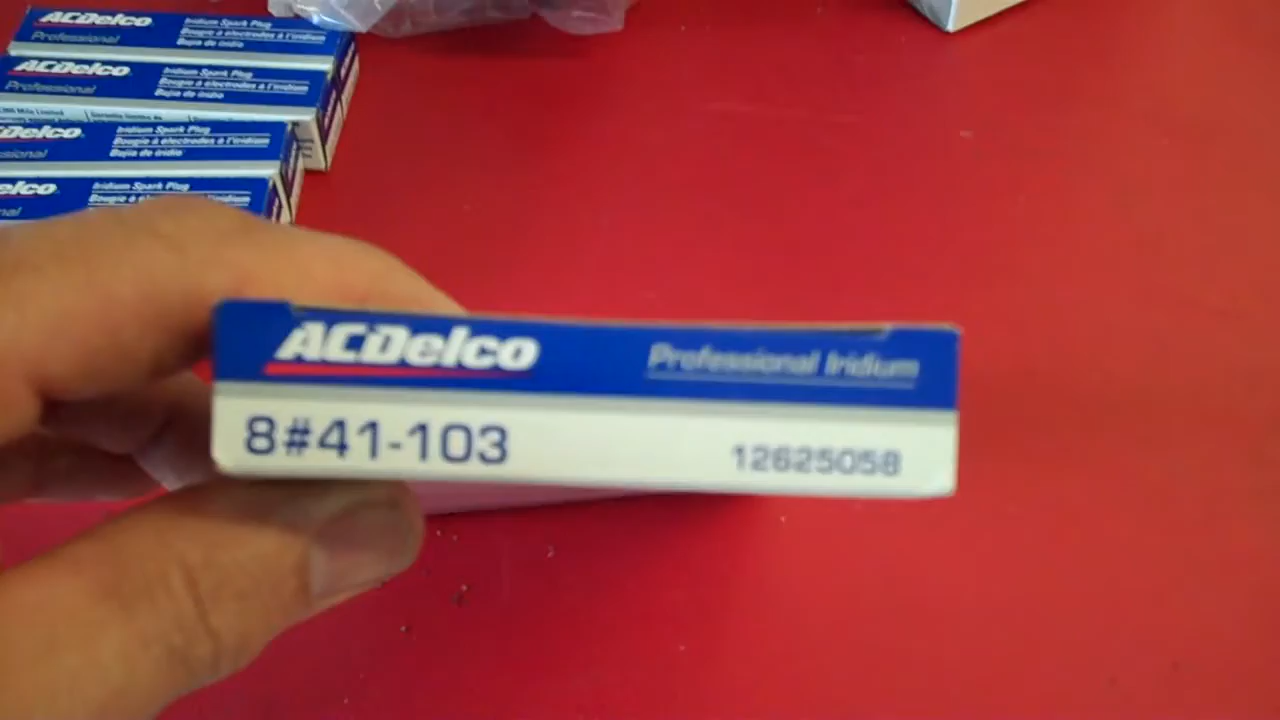 ACDelco
Professional
Iridium Spark Plug
Bougie à électrodes à l'iridium
Bujía de iridio
ACDelco
Professional
Iridium Spark Plug
Bougie à électrodes à l'iridium
Bujía de iridio
Delco
ssional
Iridium Spark Plug
Bougie à électrodes à l'iridium
Bujía de iridio
elco
nal
Iridium Spark Plug
ACDelco
Professional Iridium
8#41-103
12625058